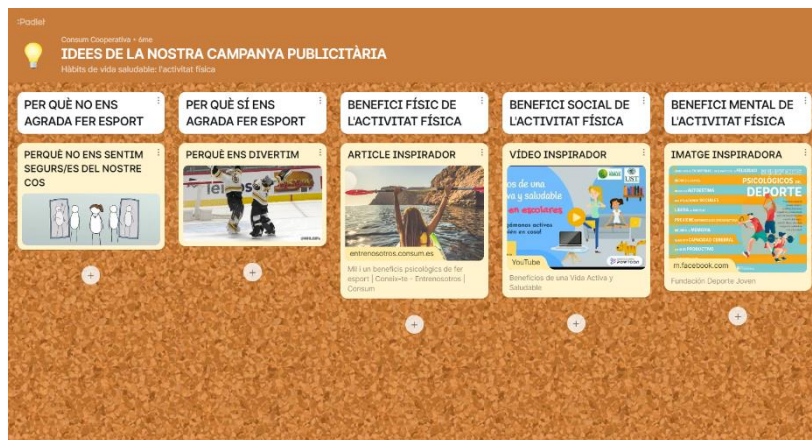 :Padlet
Consum Cooperativa • 6me
IDEES DE LA NOSTRA CAMPANYA PUBLICITÀRIA
Hàbits de vida saludable: l'activitat física
PER QUÈ NO ENS
AGRADA FER ESPORT
PERQUÈ NO ENS SENTIM
SEGURS/ES DEL NOSTRE
COS
PER QUÈ SÍ ENS
AGRADA FER ESPORT
PERQUÈ ENS DIVERTIM
BENEFICI FÍSIC DE
L'ACTIVITAT FÍSICA
ARTICLE INSPIRADOR
entrenosotros.consum.es
Mil i un beneficis psicològics de fer
esport | Coneix-te - Entrenosotros |
Consum
BENEFICI SOCIAL DE
L'ACTIVITAT FÍSICA
VÍDEO INSPIRADOR
os de una
va y saludable
en escolares
YouTube
Beneficios de una Vida Activa y
Saludable
BENEFICI MENTAL DE
L'ACTIVITAT FÍSICA
IMATGE INSPIRADORA
PSICOLÓGICOS
DEPORTE
m.facebook.com
Fundación Deporte Joven